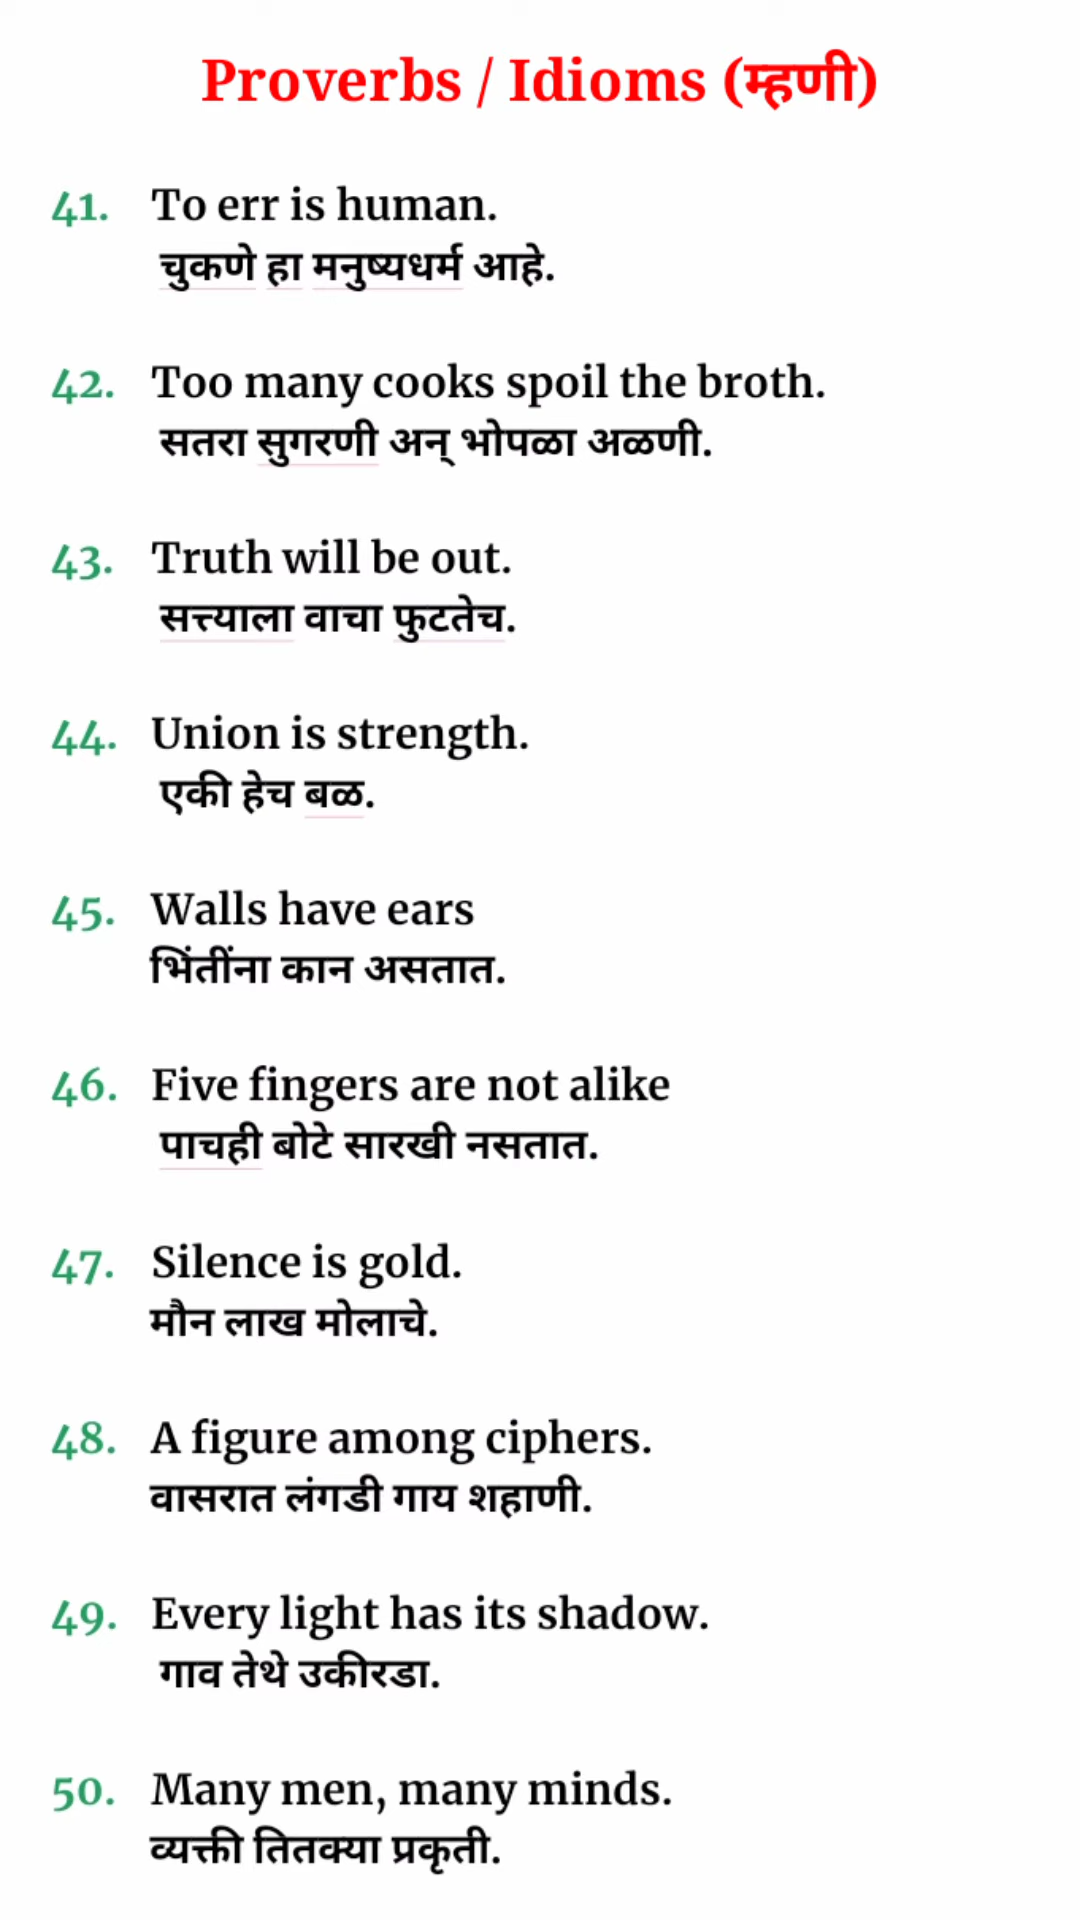 Proverbs / Idioms (म्हणी)
41. To err is human.
चुकणे हा मनुष्यधर्म आहे.
42. Too many cooks spoil the broth.
सतरा सुगरणी अन् भोपळा अळणी.
43. Truth will be out.
सत्त्याला वाचा फुटतेच.
44. Union is strength.
एकी हेच बळ.
45. Walls have ears
भिंतींना कान असतात.
46. Five fingers are not alike
पाचही बोटे सारखी नसतात.
47. Silence is gold.
मौन लाख मोलाचे.
48. A figure among ciphers.
वासरात लंगडी गाय शहाणी.
49. Every light has its shadow.
गाव तेथे उकीरडा.
50. Many men, many minds.
व्यक्ती तितक्या प्रकृती.